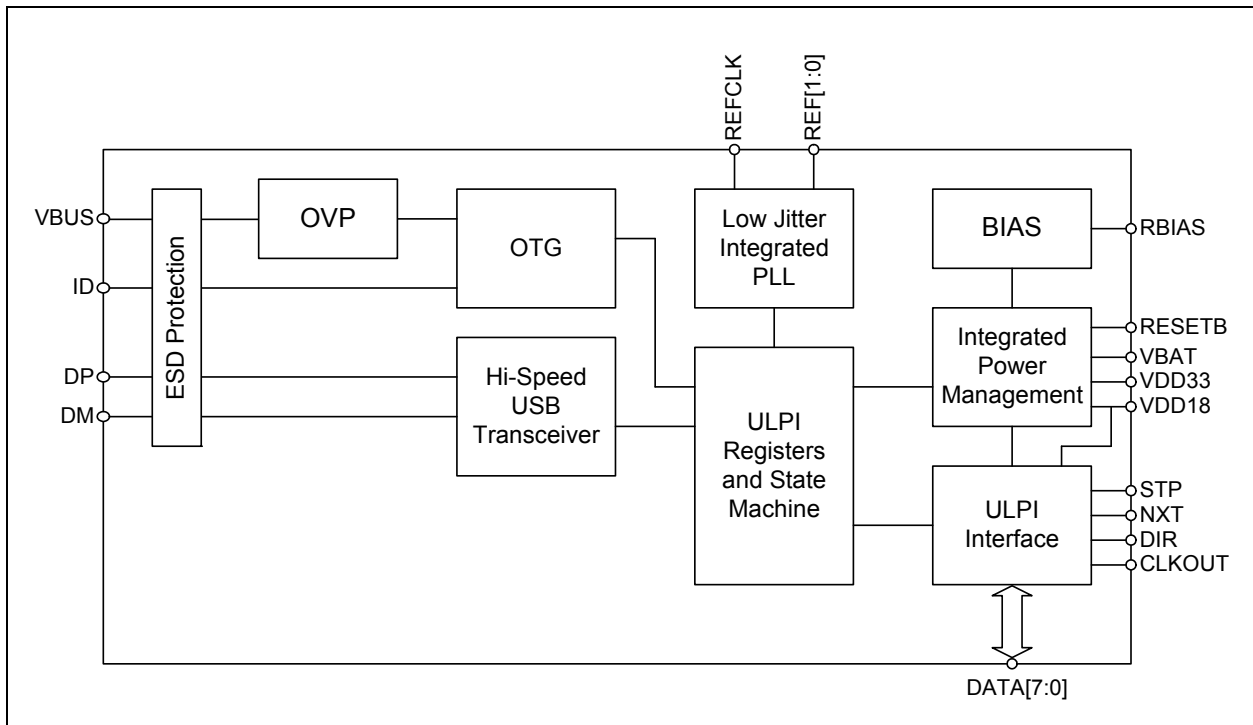 REFCLK
REF[1:0]
VBUS
ID
DP
DM
ESD Protection
OVP
OTG
Hi-Speed
USB
Transceiver
Low Jitter
Integrated
PLL
ULPI
Registers
and State
Machine
BIAS
Integrated
Power
Management
ULPI
Interface
RBIAS
RESETB
VBAT
VDD33
VDD18
STP
NXT
DIR
CLKOUT
DATA[7:0]